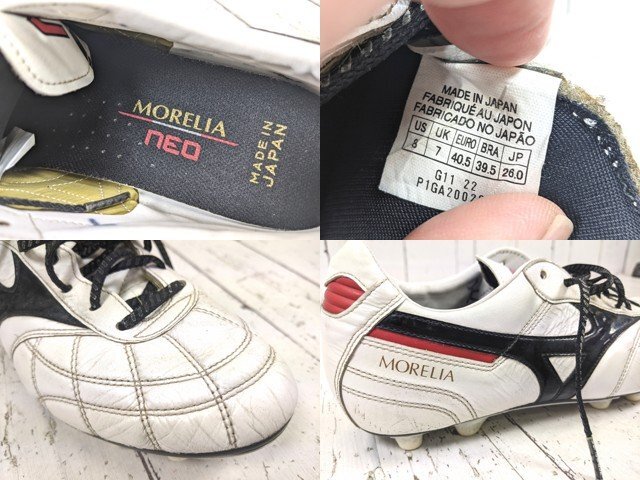 MORELIA
neo
MADE IN
JAPAN
MADE IN JAPAN
FABRIQUÉ AU JAPON
FABRICADO NO JAPÃO
US UK EURO BRA JP
8 7 40.5 39.5 26.0
G11 22
MORELIA